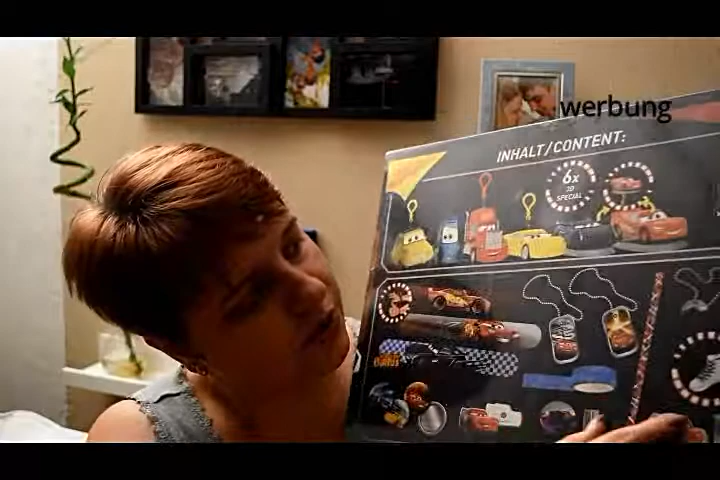 werbung
INHALT/CONTENT:
6x
3D
SPECIAL